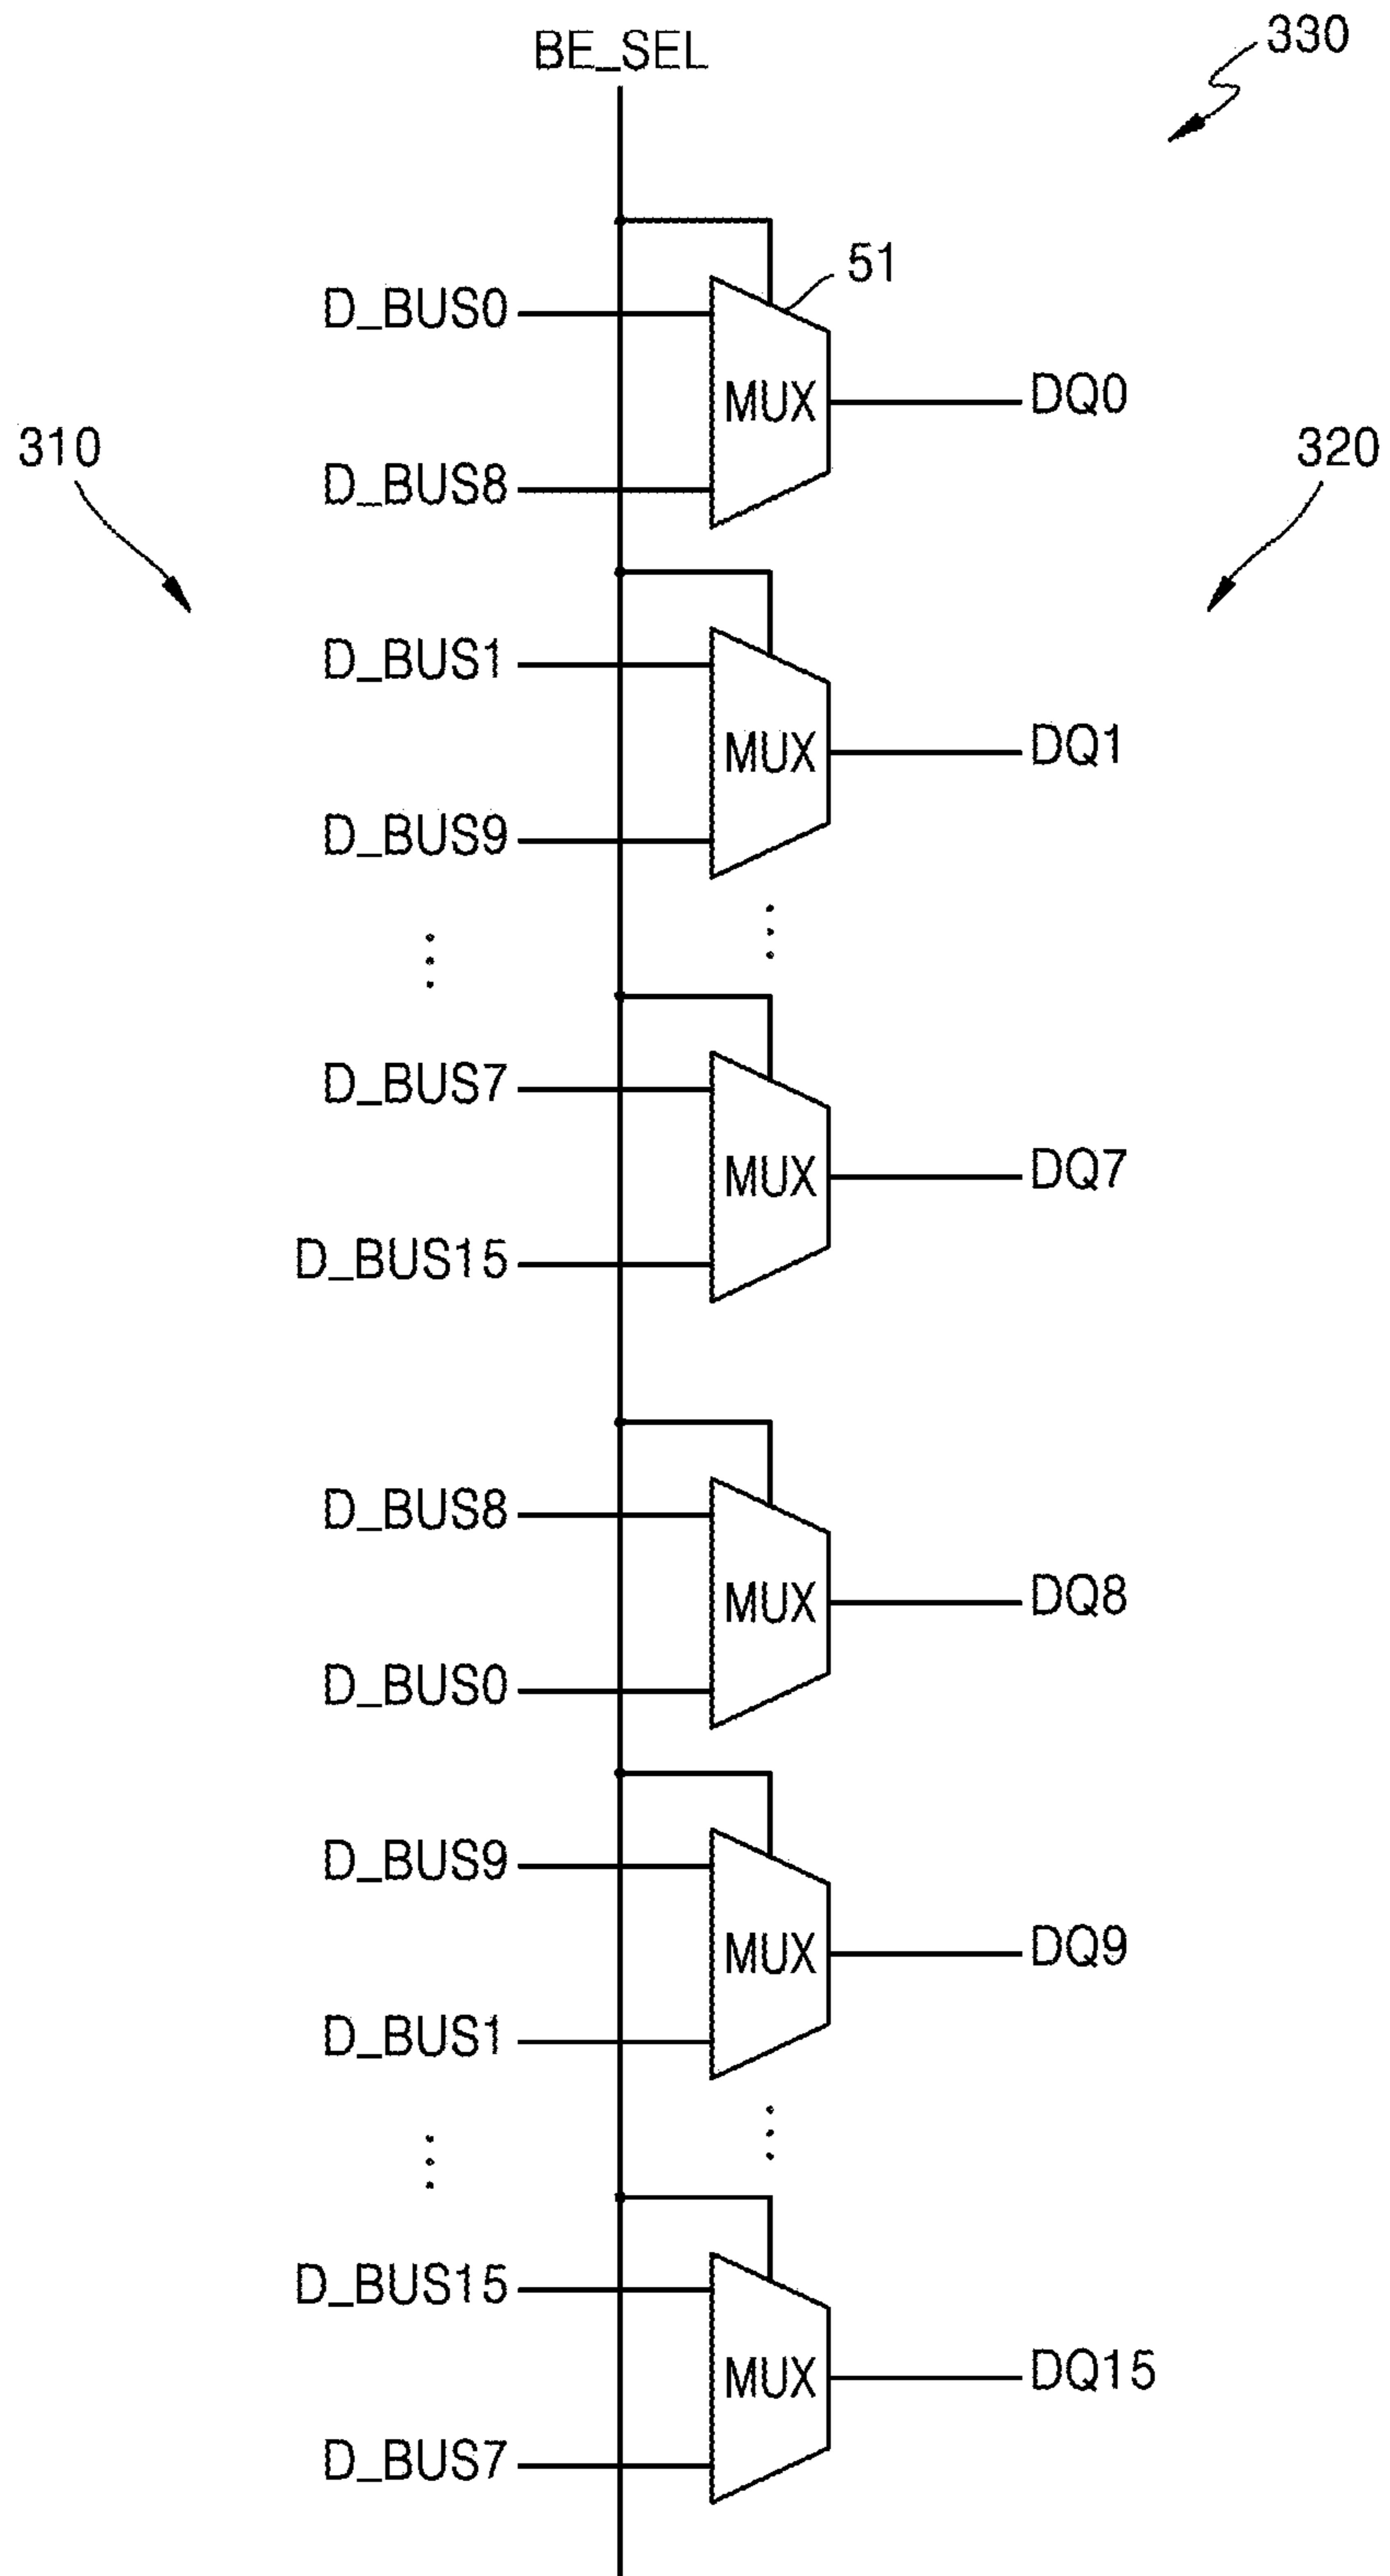 330
BE_SEL
51
D_BUS0
MUX
DQ0
310
320
D_BUS8
D_BUS1
MUX
DQ1
D_BUS9
D_BUS7
MUX
DQ7
D_BUS15
D_BUS8
MUX
DQ8
D_BUS0
D_BUS9
MUX
DQ9
D_BUS1
D_BUS15
MUX
DQ15
D_BUS7